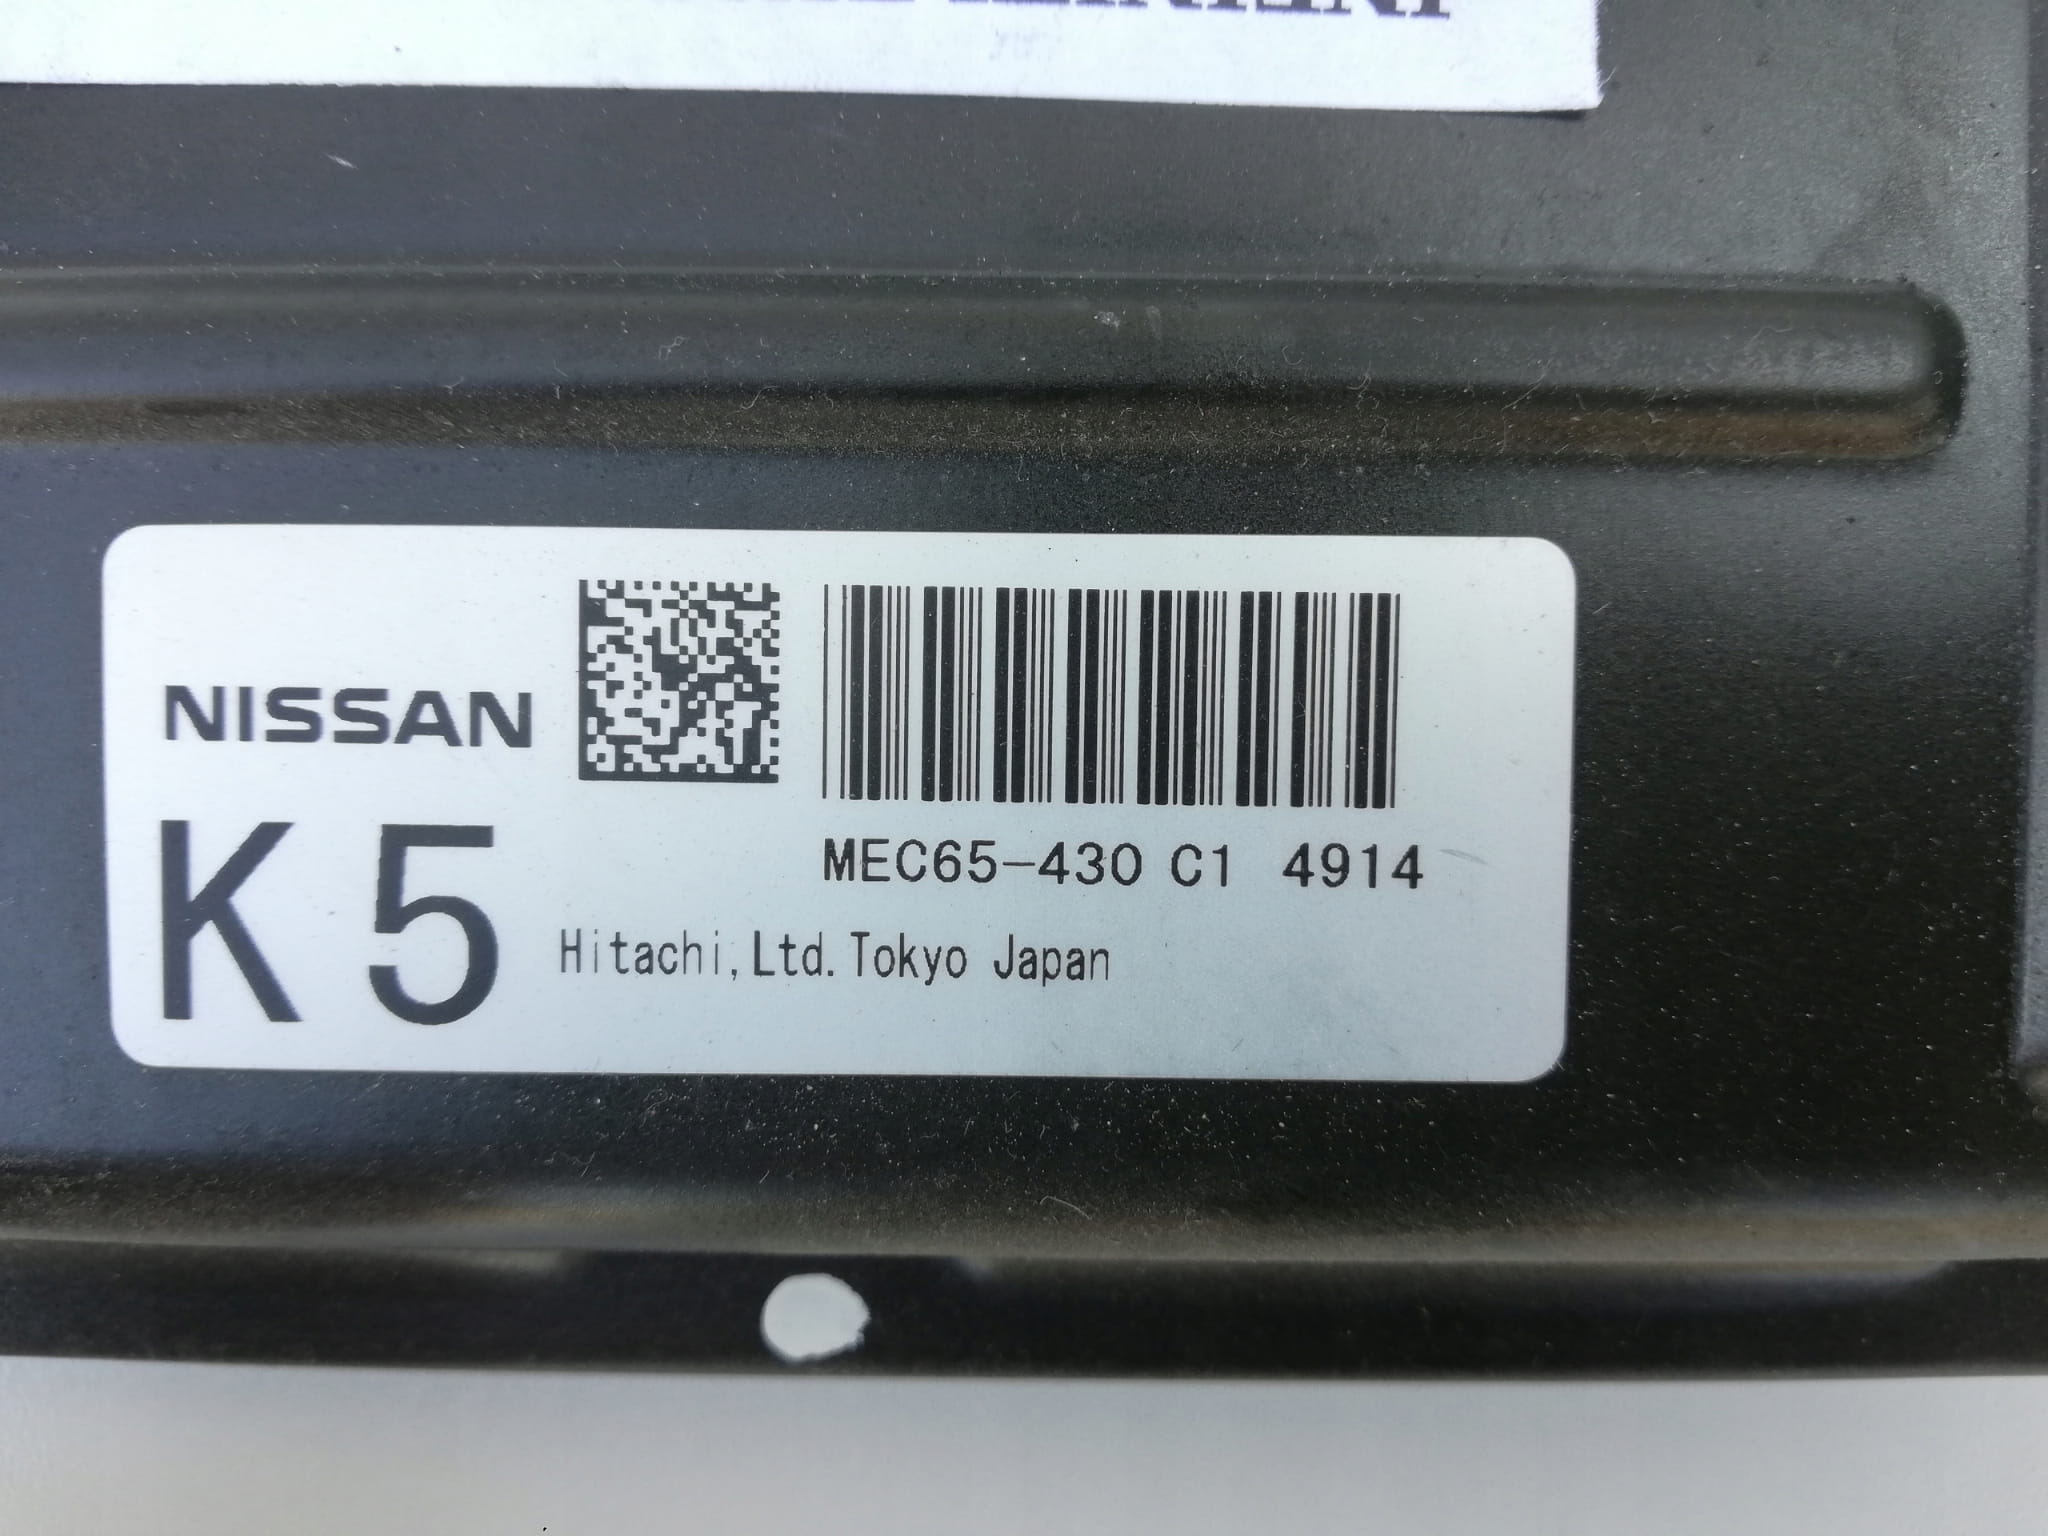 NISSAN
MEC65-430 C1 4914
K5
Hitachi,Ltd.Tokyo Japan